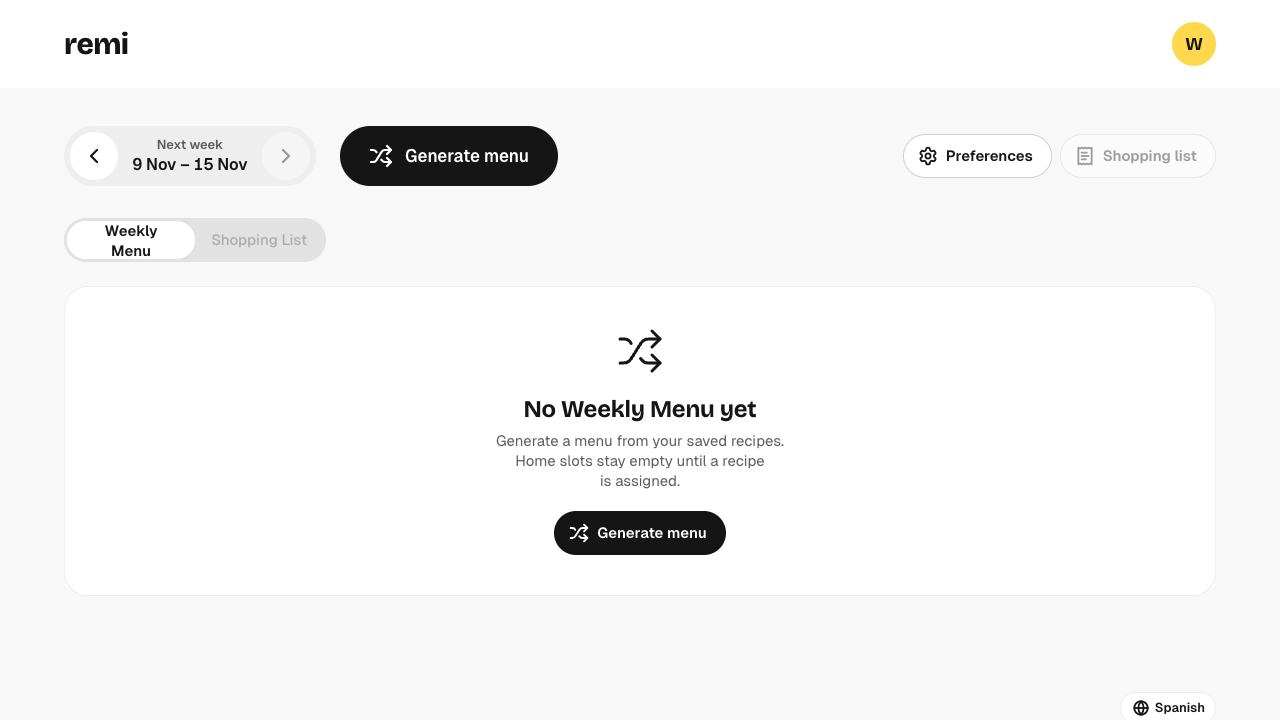 remi
W
Next week
9 Nov – 15 Nov
Generate menu
Preferences
Shopping list
Weekly
Menu
Shopping List
No Weekly Menu yet
Generate a menu from your saved recipes.
Home slots stay empty until a recipe
is assigned.
Generate menu
Spanish